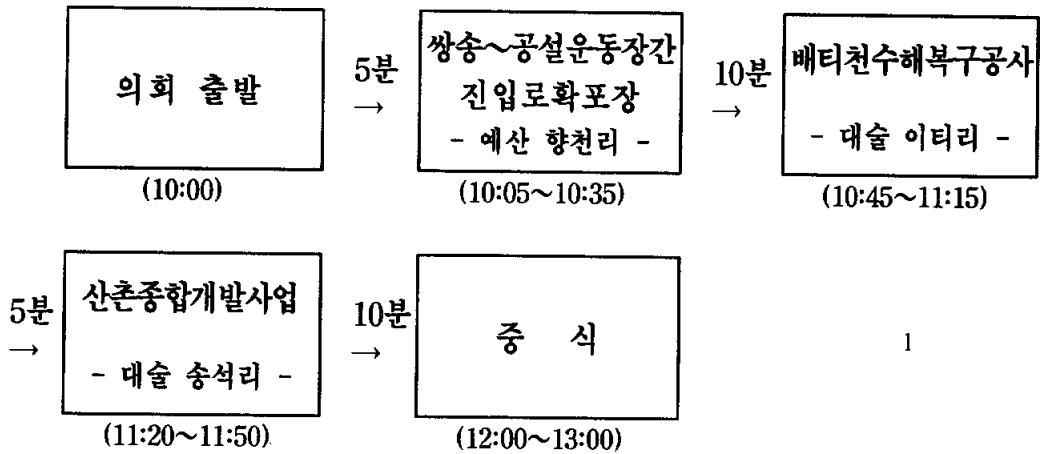 의회 출발
(10:00)
5분
→
쌍송～공설운동장간
진입로확포장
- 예산 향천리 -
(10:05～10:35)
10분
→
배티천수해복구공사
- 대술 이티리 -
(10:45～11:15)
5분
→
산촌종합개발사업
- 대술 송석리 -
(11:20～11:50)
10분
→
중 식
(12:00～13:00)
1